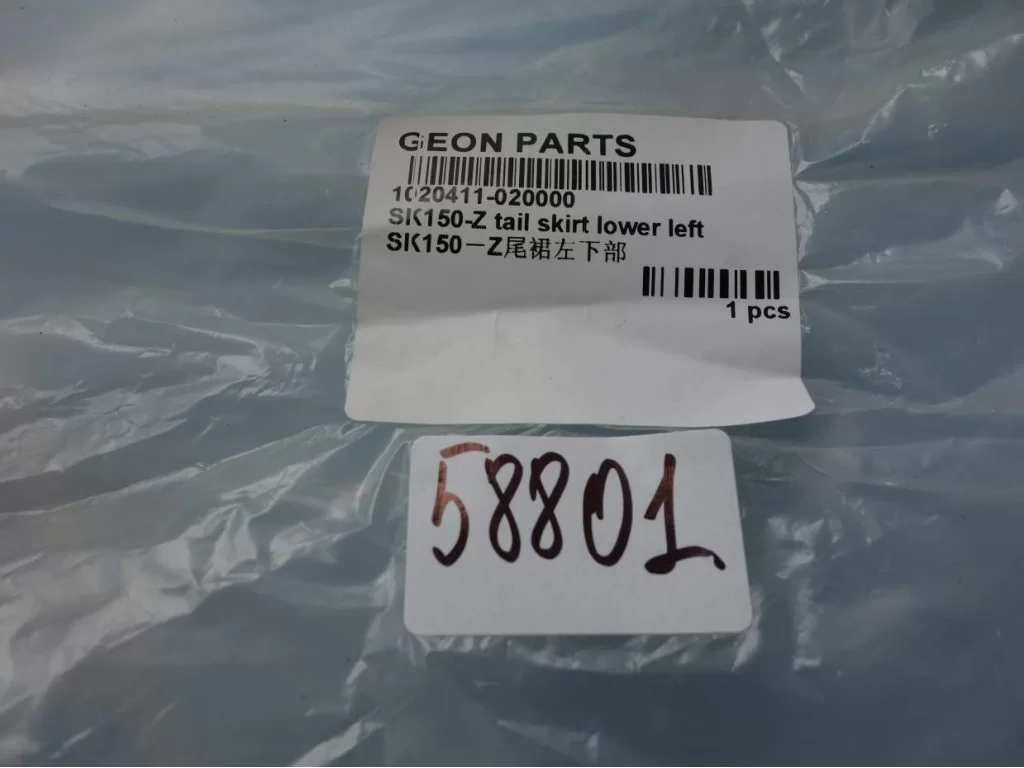 GEON PARTS
1020411-020000
SK150-Z tail skirt lower left
SK150－Z尾裙左下部
1 pcs
58801